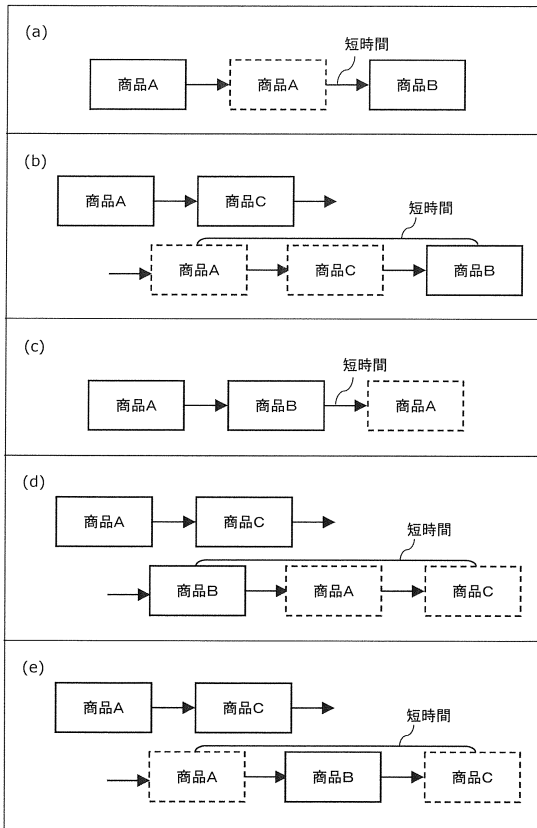 (a)
短時間
商品A 商品A 商品B
(b)
商品A 商品C
短時間
商品A 商品C 商品B
(c)
短時間
商品A 商品B 商品A
(d)
商品A 商品C
短時間
商品B 商品A 商品C
(e)
商品A 商品C
短時間
商品A 商品B 商品C